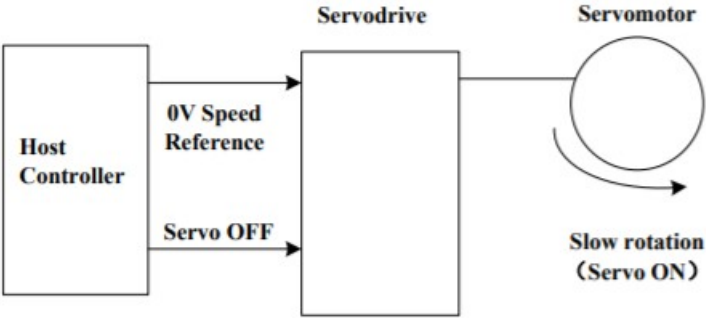 Servodrive
Servomotor
0V Speed
Reference
Host
Controller
Servo OFF
Slow rotation
（Servo ON）